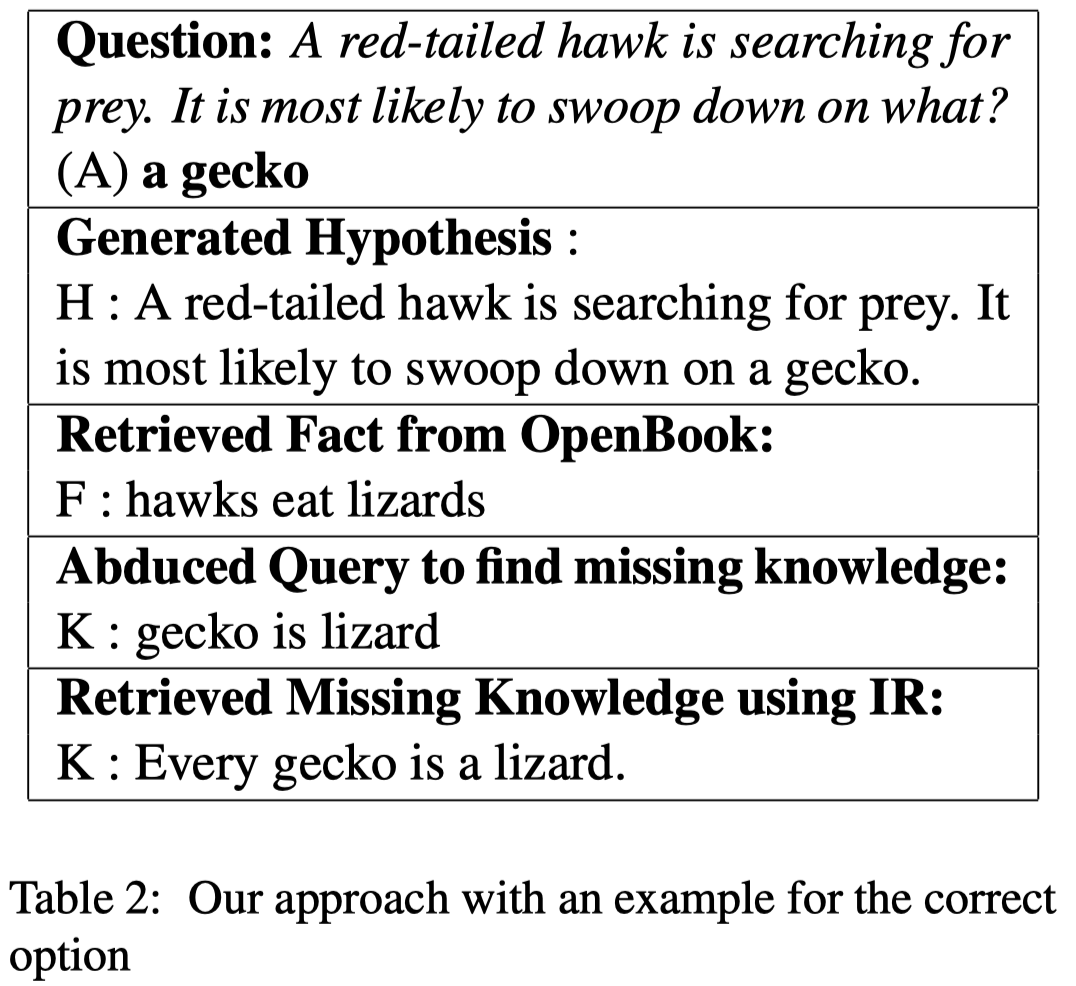 Question: A red-tailed hawk is searching for
prey. It is most likely to swoop down on what?
(A) a gecko
Generated Hypothesis :
H : A red-tailed hawk is searching for prey. It
is most likely to swoop down on a gecko.
Retrieved Fact from OpenBook:
F : hawks eat lizards
Abduced Query to find missing knowledge:
K : gecko is lizard
Retrieved Missing Knowledge using IR:
K : Every gecko is a lizard.
Table 2: Our approach with an example for the correct
option